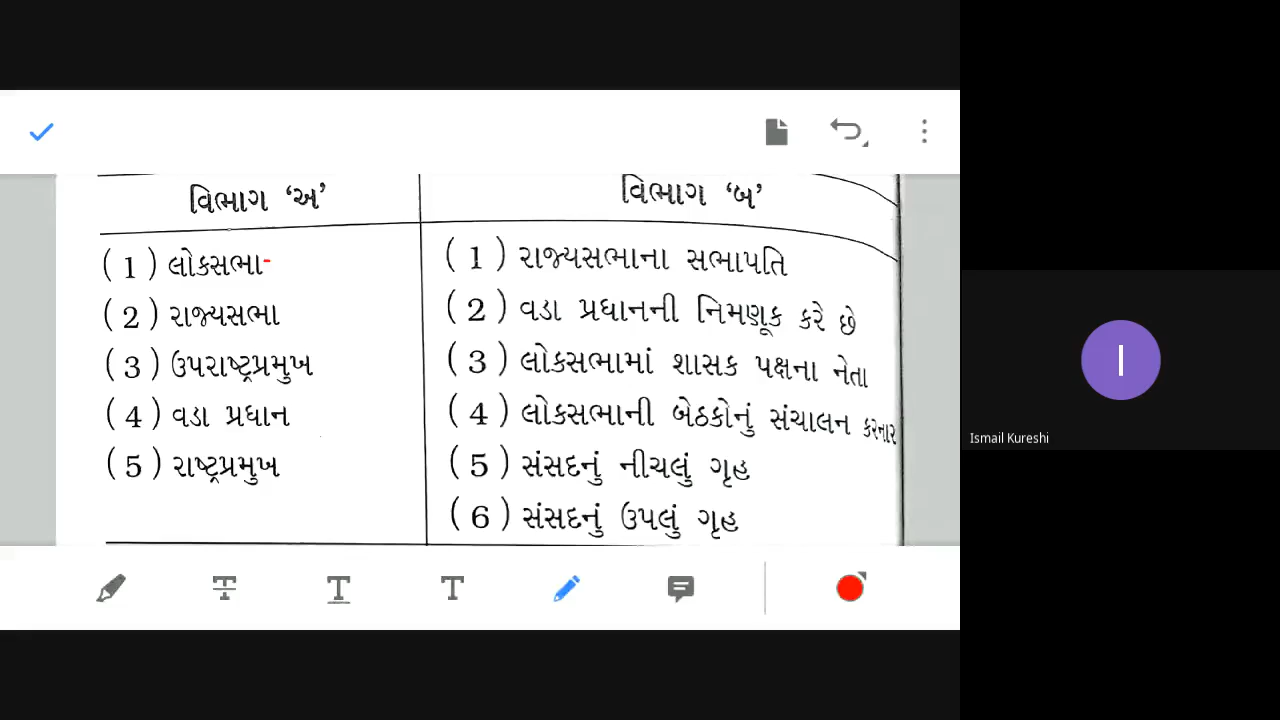 વિભાગ ‘અ’
વિભાગ ‘બ’
(1) લોકસભા-
(1) રાજ્યસભાના સભાપતિ
(2) રાજ્યસભા
(2) વડા પ્રધાનની નિમણૂક કરે છે
(3) ઉપરાષ્ટ્રપ્રમુખ
(3) લોકસભામાં શાસક પક્ષના નેતા
(4) વડા પ્રધાન
(4) લોકસભાની બેઠકોનું સંચાલન કરનાર
(5) રાષ્ટ્રપ્રમુખ
(5) સંસદનું નીચલું ગૃહ
(6) સંસદનું ઉપલું ગૃહ
T
T
T
I
Ismail Kureshi